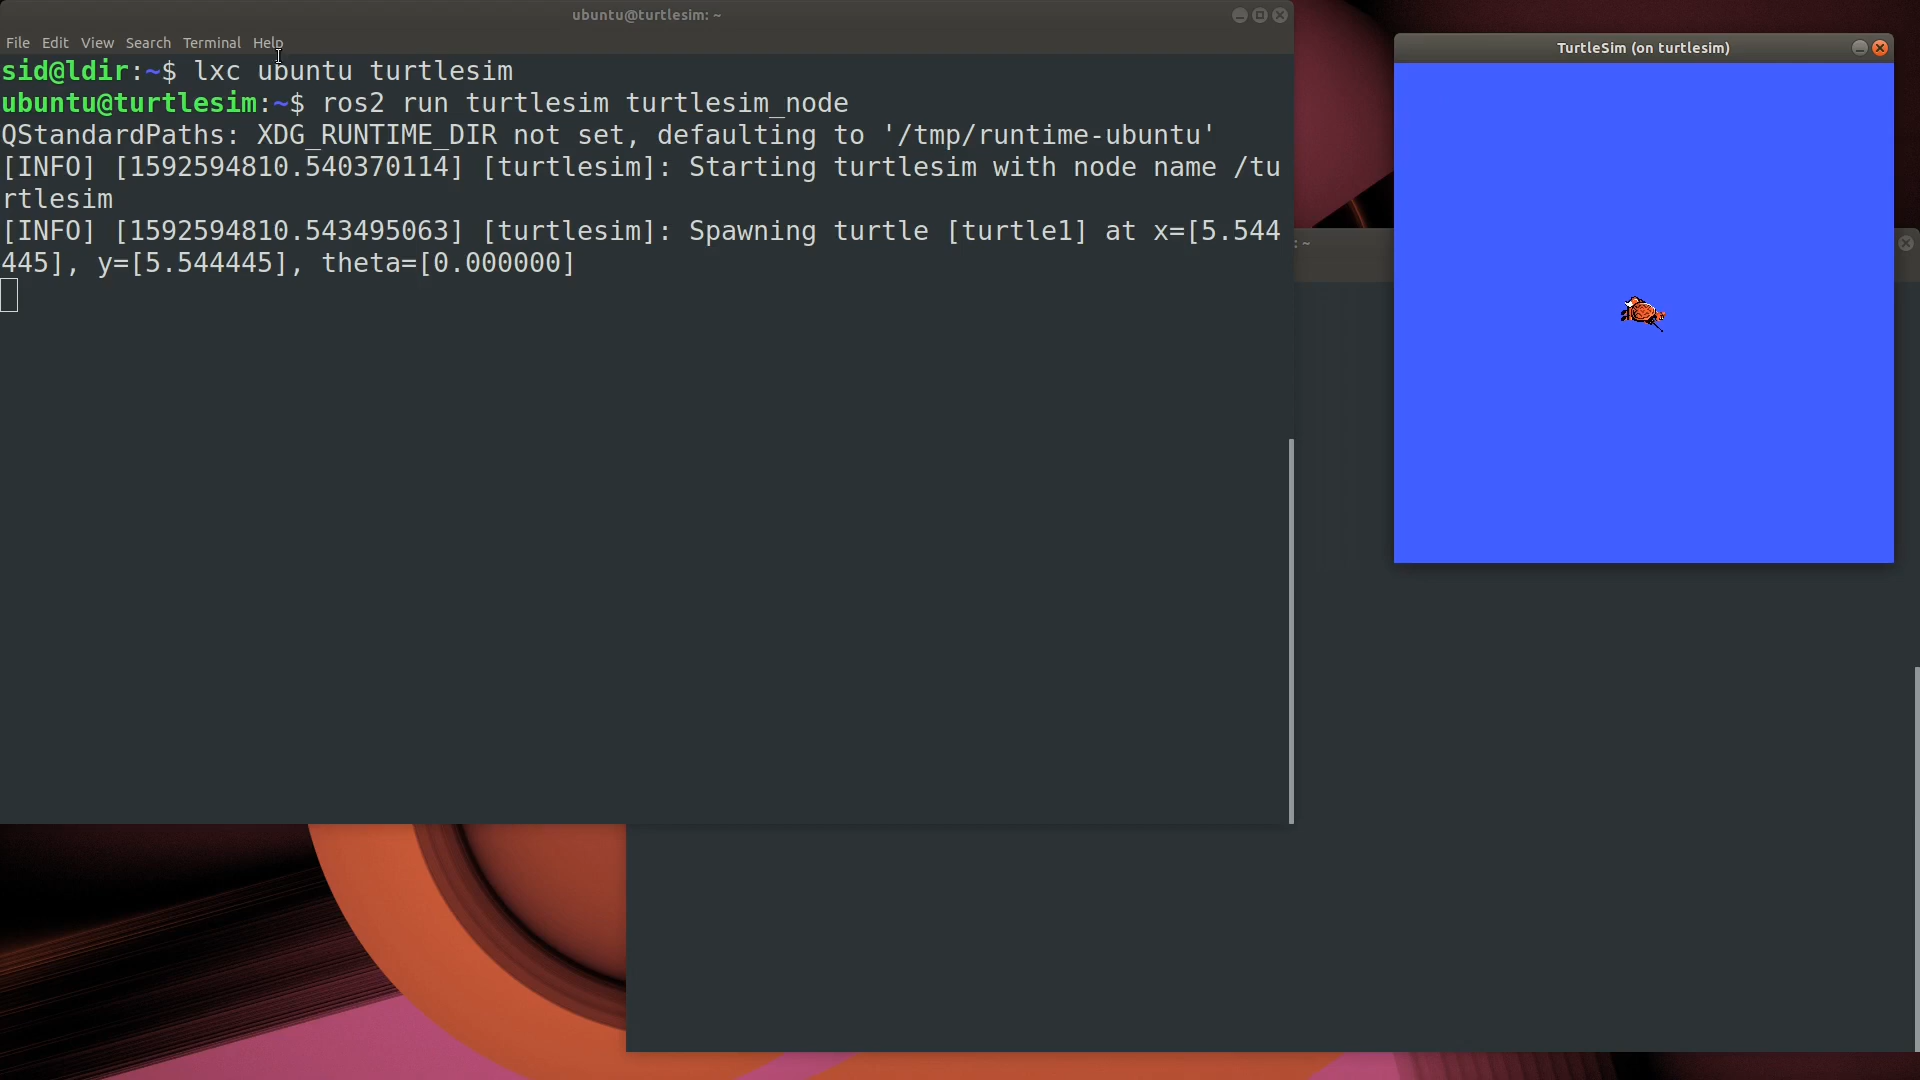 ubuntu@turtlesim: ~
File Edit View Search Terminal Help
sid@ldir:~$ lxc ubuntu turtlesim
ubuntu@turtlesim:~$ ros2 run turtlesim turtlesim_node
QStandardPaths: XDG_RUNTIME_DIR not set, defaulting to '/tmp/runtime-ubuntu'
[INFO] [1592594810.540370114] [turtlesim]: Starting turtlesim with node name /tu
rtlesim
[INFO] [1592594810.543495063] [turtlesim]: Spawning turtle [turtle1] at x=[5.544
445], y=[5.544445], theta=[0.000000]
TurtleSim (on turtlesim)
: ~